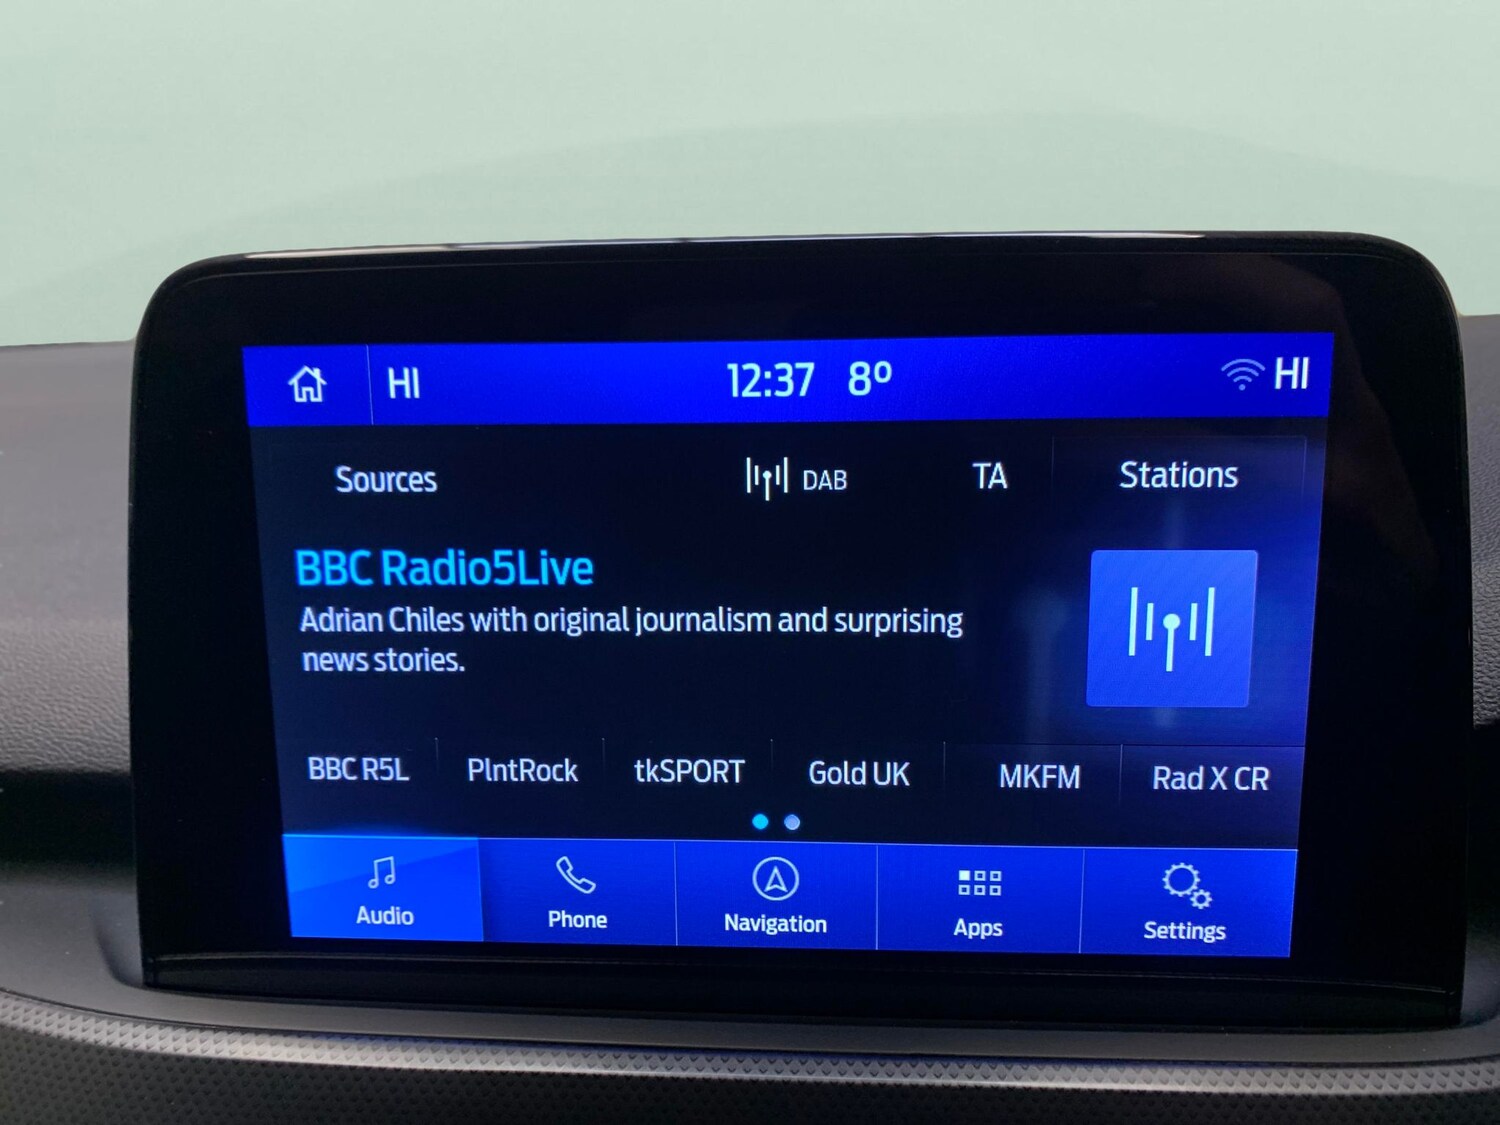 HI 12:37 8° HI
Sources DAB TA Stations
BBC Radio5Live
Adrian Chiles with original journalism and surprising
news stories.
BBC R5L PlntRock tkSPORT Gold UK MKFM Rad X CR
Audio Phone Navigation Apps Settings